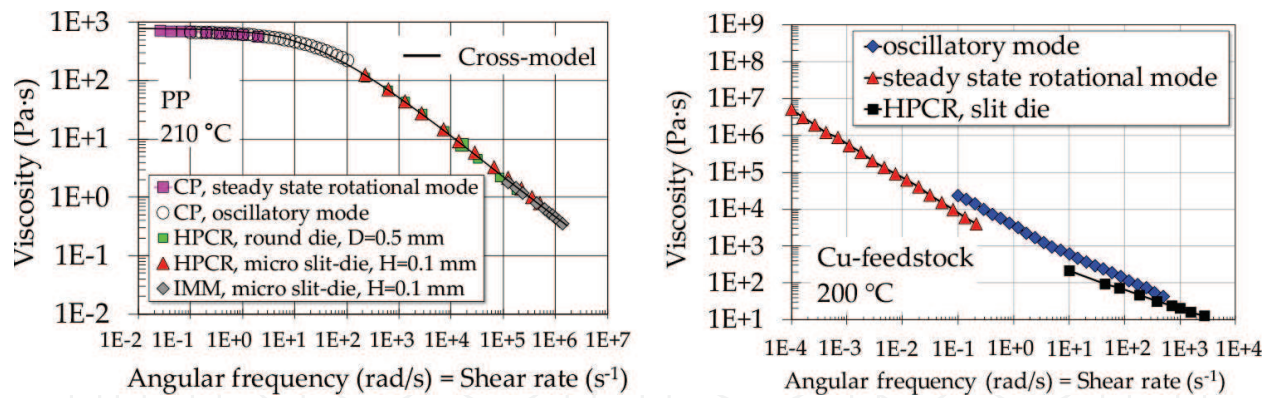 1E+3
1E+2
1E+1
1E+0
1E-1
1E-2
Viscosity (Pa·s)
Cross-model
PP
210 °C
CP, steady state rotational mode
CP, oscillatory mode
HPCR, round die, D=0.5 mm
HPCR, micro slit-die, H=0.1 mm
IMM, micro slit-die, H=0.1 mm
1E-2 1E-1 1E+0 1E+1 1E+2 1E+3 1E+4 1E+5 1E+6 1E+7
Angular frequency (rad/s) = Shear rate (s-1)
1E+9
1E+8
1E+7
1E+6
1E+5
1E+4
1E+3
1E+2
1E+1
Viscosity (Pa·s)
oscillatory mode
steady state rotational mode
HPCR, slit die
Cu-feedstock
200 °C
1E-4 1E-3 1E-2 1E-1 1E+0 1E+1 1E+2 1E+3 1E+4
Angular frequency (rad/s) = Shear rate (s-1)